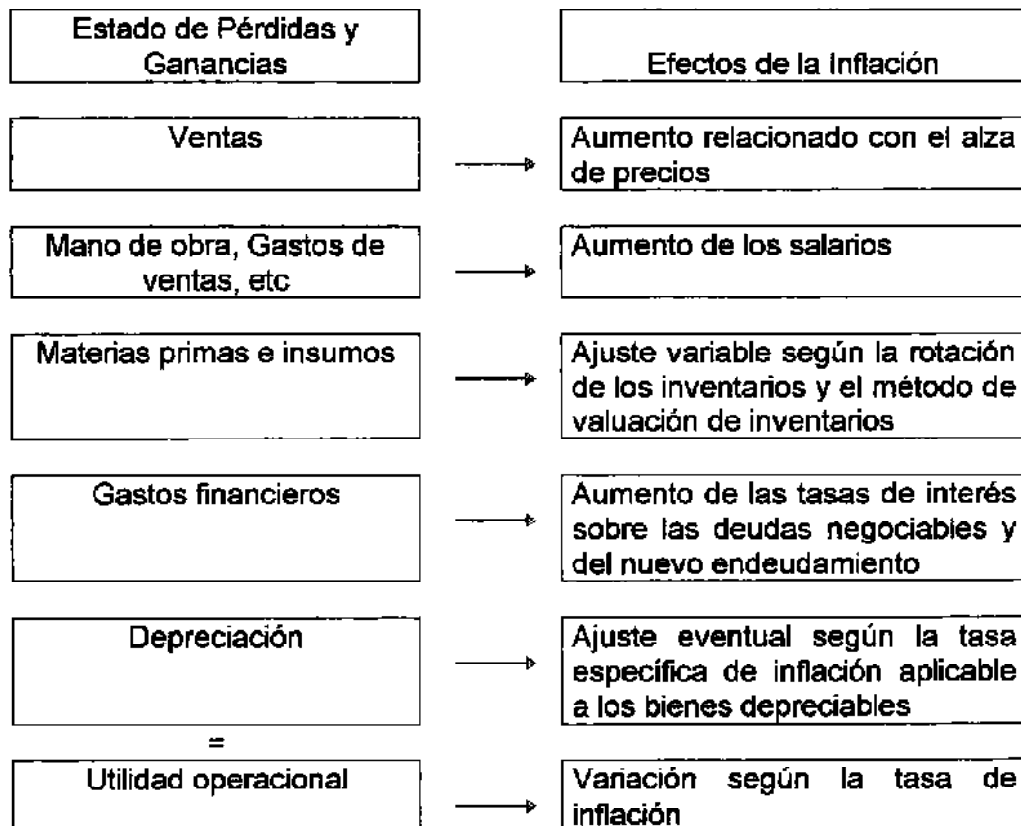 Estado de Pérdidas y
Ganancias
Efectos de la Inflación
Ventas
Aumento relacionado con el alza
de precios
Mano de obra, Gastos de
ventas, etc
Aumento de los salarios
Materias primas e insumos
Ajuste variable según la rotación
de los inventarios y el método de
valuación de inventarios
Gastos financieros
Aumento de las tasas de interés
sobre las deudas negociables y
del nuevo endeudamiento
Depreciación
Ajuste eventual según la tasa
específica de inflación aplicable
a los bienes depreciables
=
Utilidad operacional
Variación según la tasa de
inflación